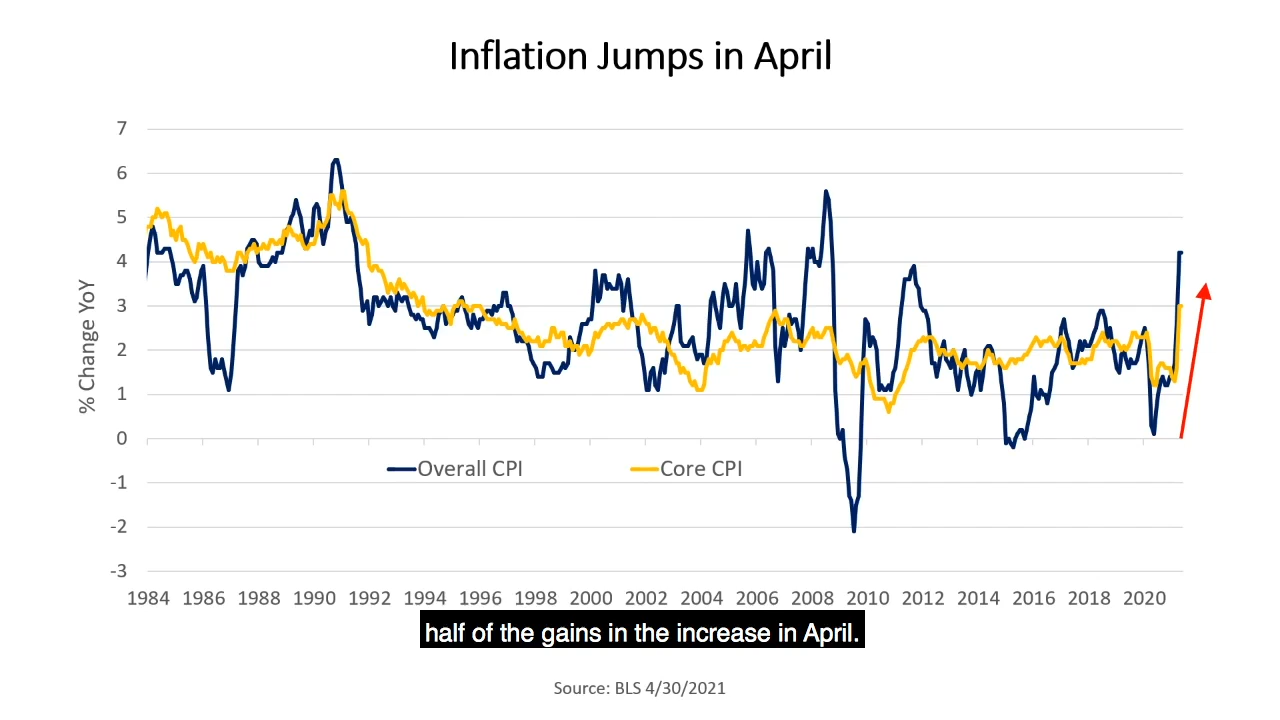 Inflation Jumps in April
7
6
5
4
3
2
1
0
-1
-2
-3
% Change YoY
Overall CPI
Core CPI
1984 1986 1988 1990 1992 1994 1996 1998 2000 2002 2004 2006 2008 2010 2012 2014 2016 2018 2020
half of the gains in the increase in April.
Source: BLS 4/30/2021